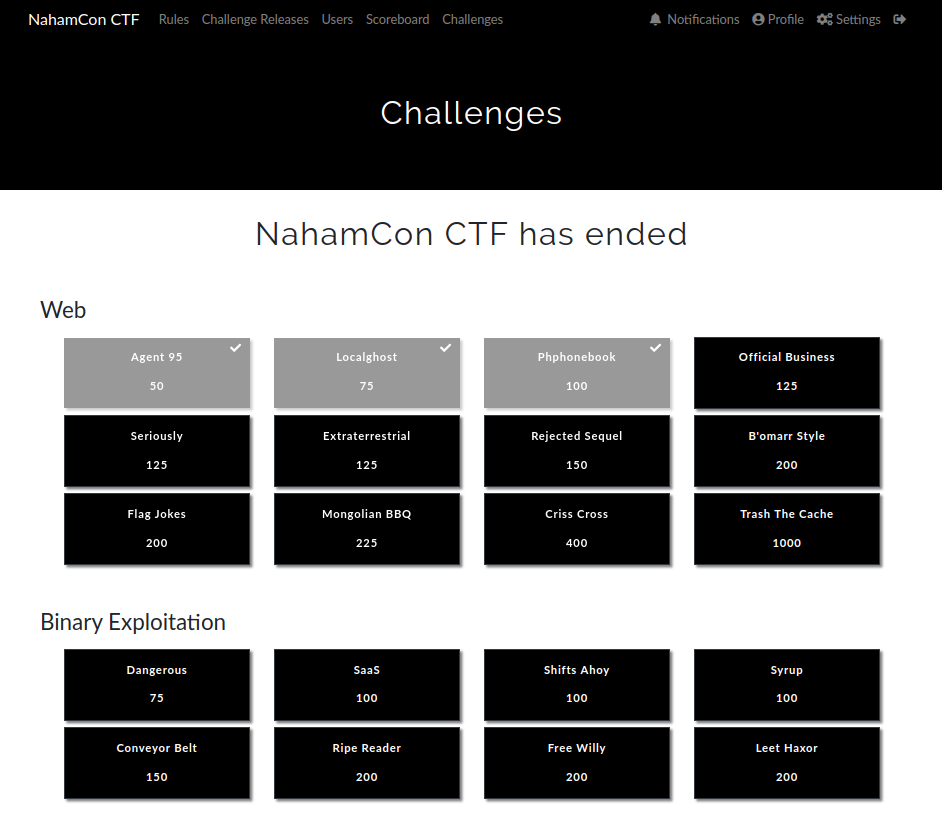 NahamCon CTF Rules Challenge Releases Users Scoreboard Challenges Notifications Profile Settings
Challenges
NahamCon CTF has ended
Web
Agent 95 Localghost Phphonebook Official Business
50 75 100 125
Seriously Extraterrestrial Rejected Sequel B'omarr Style
125 125 150 200
Flag Jokes Mongolian BBQ Criss Cross Trash The Cache
200 225 400 1000
Binary Exploitation
Dangerous SaaS Shifts Ahoy Syrup
75 100 100 100
Conveyor Belt Ripe Reader Free Willy Leet Haxor
150 200 200 200